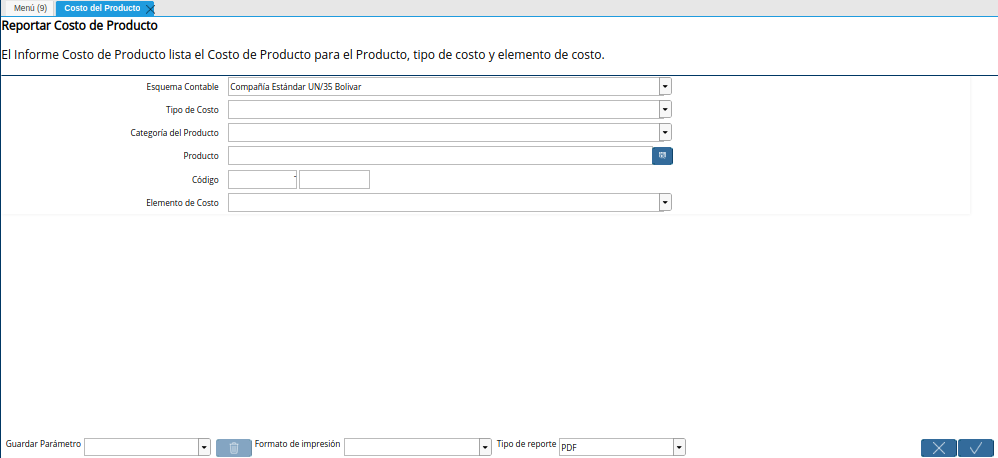 Menú (9) Costo del Producto
Reportar Costo de Producto
El Informe Costo de Producto lista el Costo de Producto para el Producto, tipo de costo y elemento de costo.
Esquema Contable Compañía Estándar UN/35 Bolivar
Tipo de Costo
Categoría del Producto
Producto
Código -
Elemento de Costo
Guardar Parámetro Formato de impresión Tipo de reporte PDF